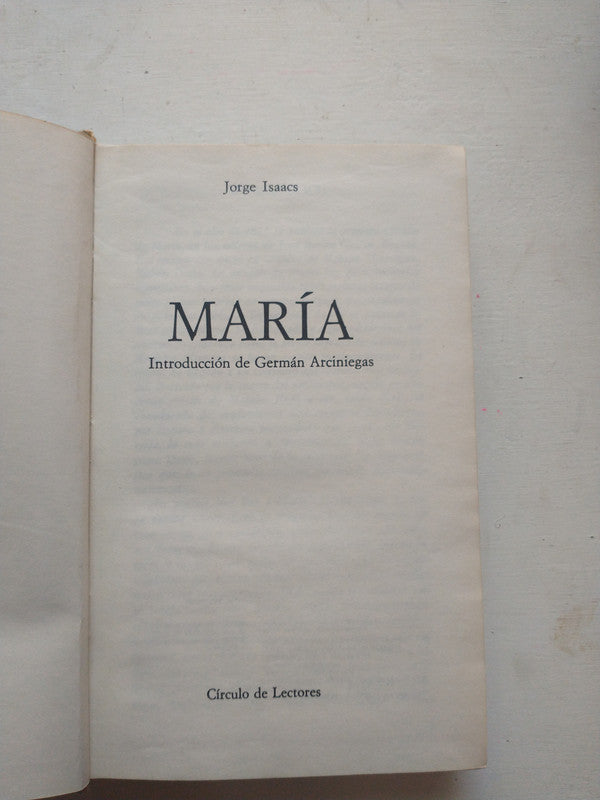 Jorge Isaacs
MARÍA
Introducción de Germán Arciniegas
Círculo de Lectores